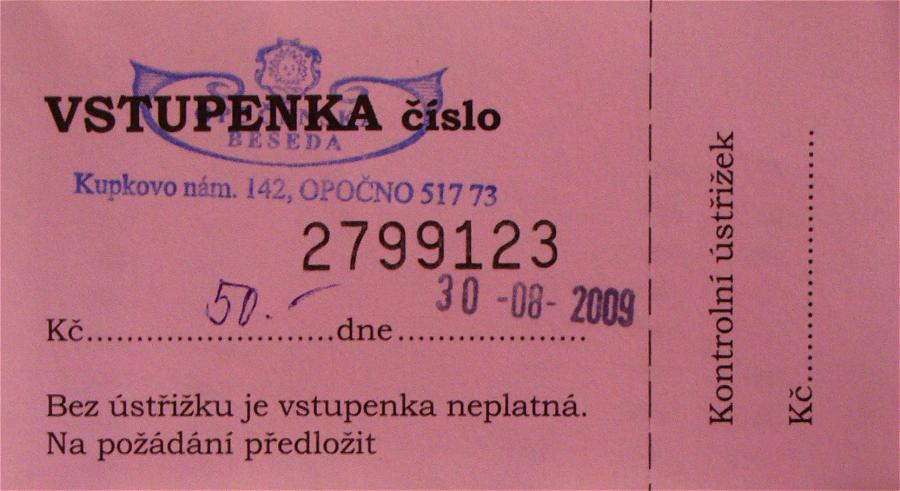 VSTUPENKA číslo
BESEDA
Kupkovo nám. 142, OPOČNO 517 73
2799123
50.-
30 -08- 2009
Kč..............................dne......................
Bez ústřižku je vstupenka neplatná.
Na požádání předložit
Kontrolní ústřižek
Kč..............................